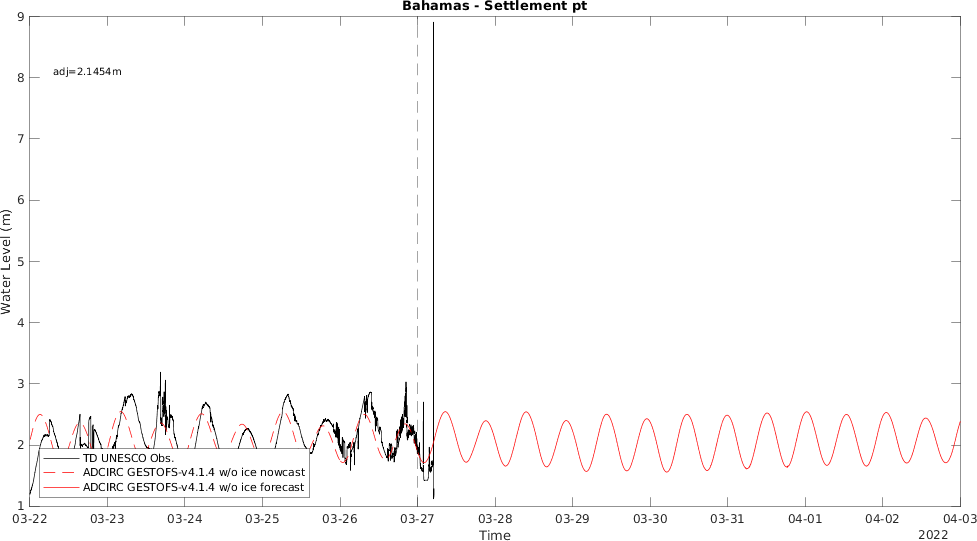 Bahamas - Settlement pt
9
adj=2.1454m
8
7
6
5
4
3
2
1
Water Level (m)
TD UNESCO Obs.
ADCIRC GESTOFS-v4.1.4 w/o ice nowcast
ADCIRC GESTOFS-v4.1.4 w/o ice forecast
03-22 03-23 03-24 03-25 03-26 03-27 03-28 03-29 03-30 03-31 04-01 04-02 04-03
Time
2022